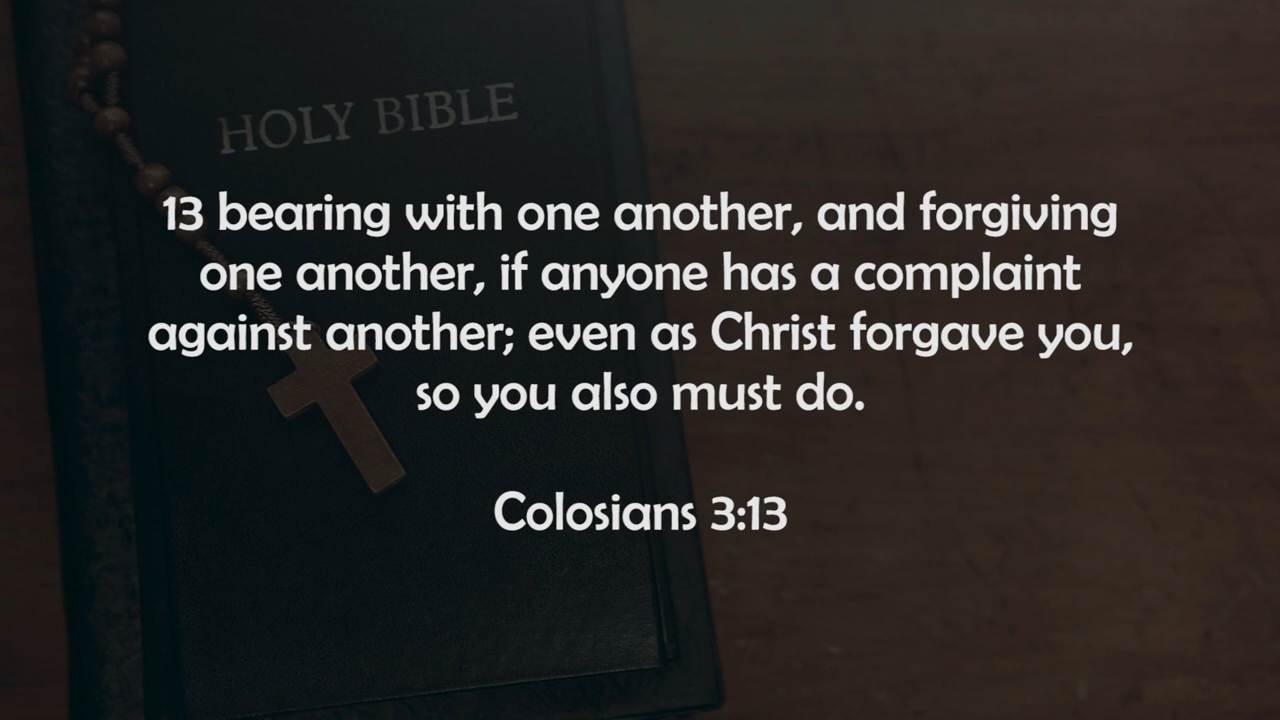 HOLY BIBLE
13 bearing with one another, and forgiving
one another, if anyone has a complaint
against another; even as Christ forgave you,
so you also must do.
Colosians 3:13